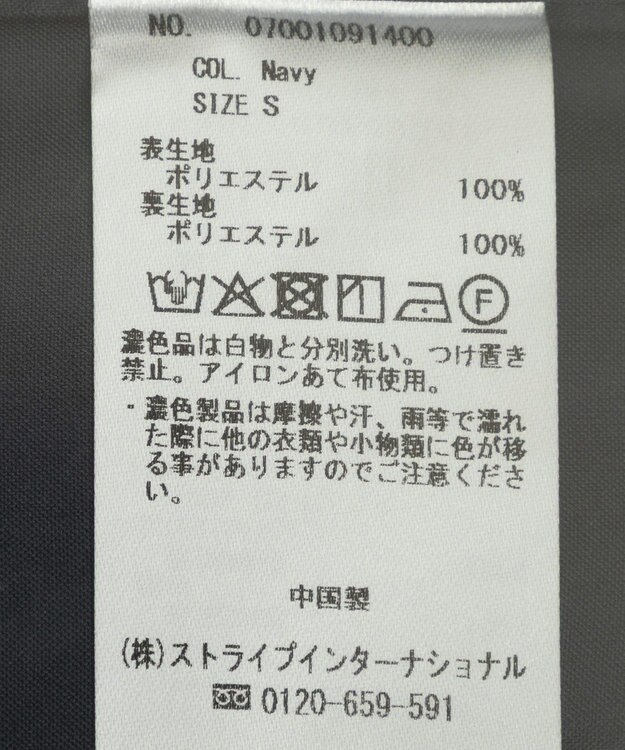 NO. 07001091400
COL. Navy
SIZE S
表生地
ポリエステル 100%
裏生地
ポリエステル 100%
F
濃色品は白物と分別洗い。つけ置き
禁止。アイロンあて布使用。
・濃色製品は摩擦や汗、雨等で濡れ
た際に他の衣類や小物類に色が移
る事がありますのでご注意くださ
い。
中国製
(株)ストライプインターナショナル
0120-659-591